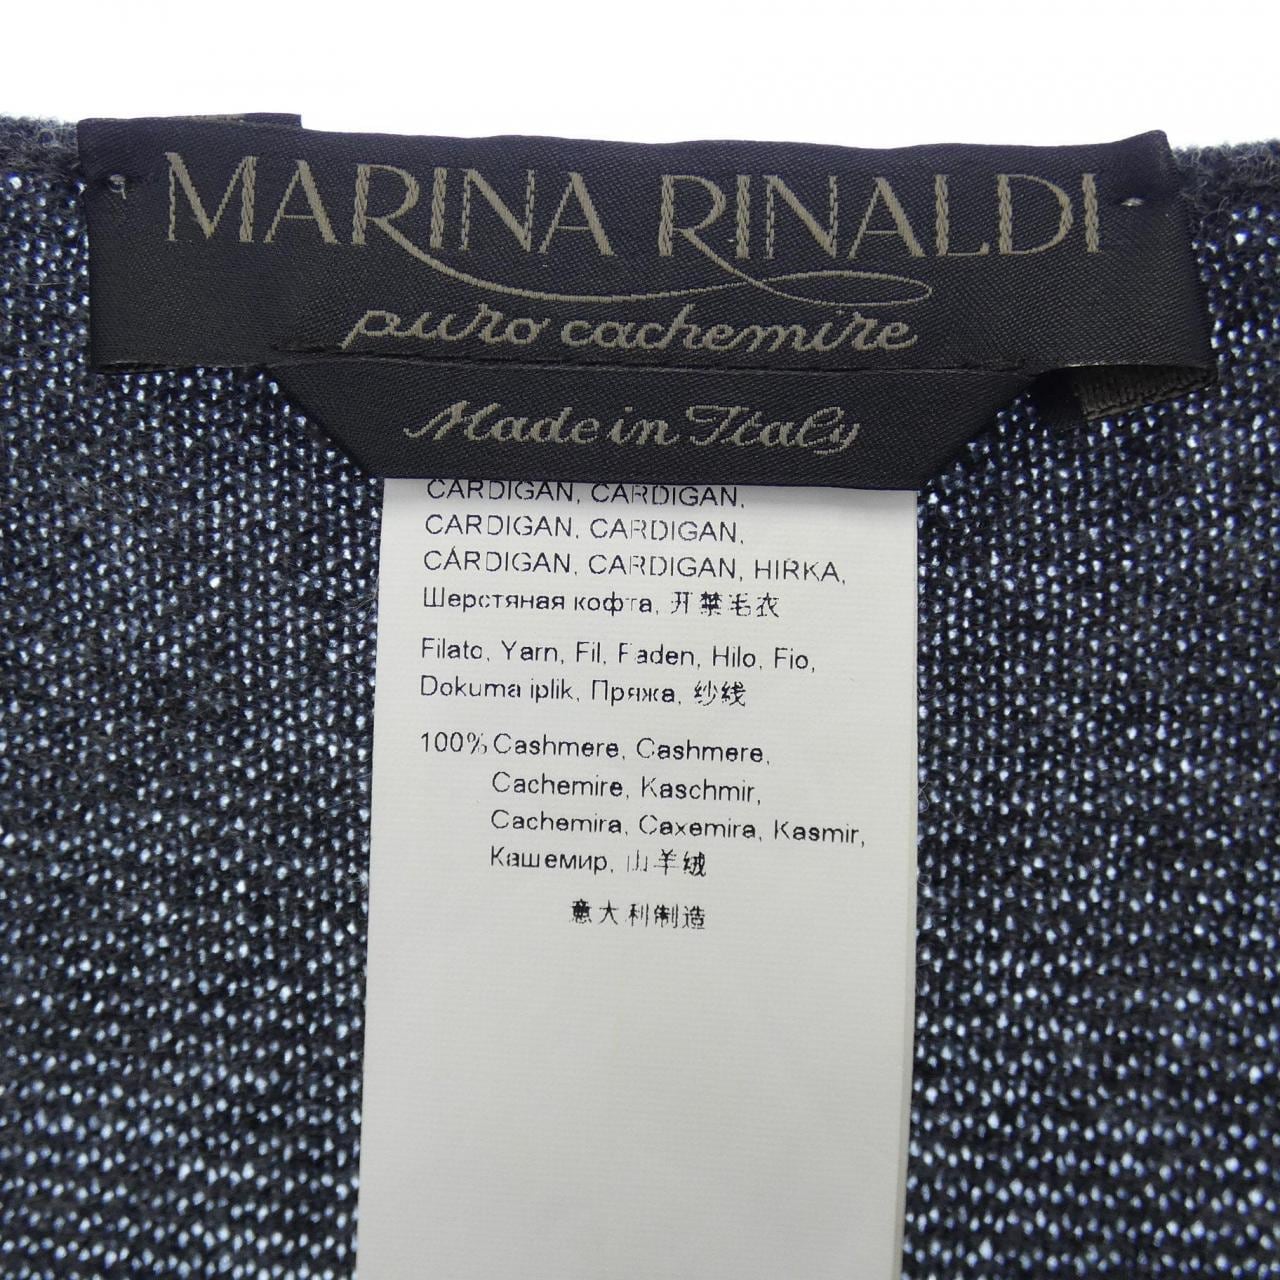 MARINA RINALDI
puro cachemire
Made in Italy
CARDIGAN, CARDIGAN,
CARDIGAN, CARDIGAN,
CÁRDIGAN, CARDIGAN, HIRKA,
Шерстяная кофта, 开襟毛衣
Filato, Yarn, Fil, Faden, Hilo, Fio,
Dokuma iplik, Пряжа, 纱线
100% Cashmere, Cashmere,
Cachemire, Kaschmir,
Cachemira, Caxemira, Kasmir,
Кашемир, 山羊绒
意大利制造